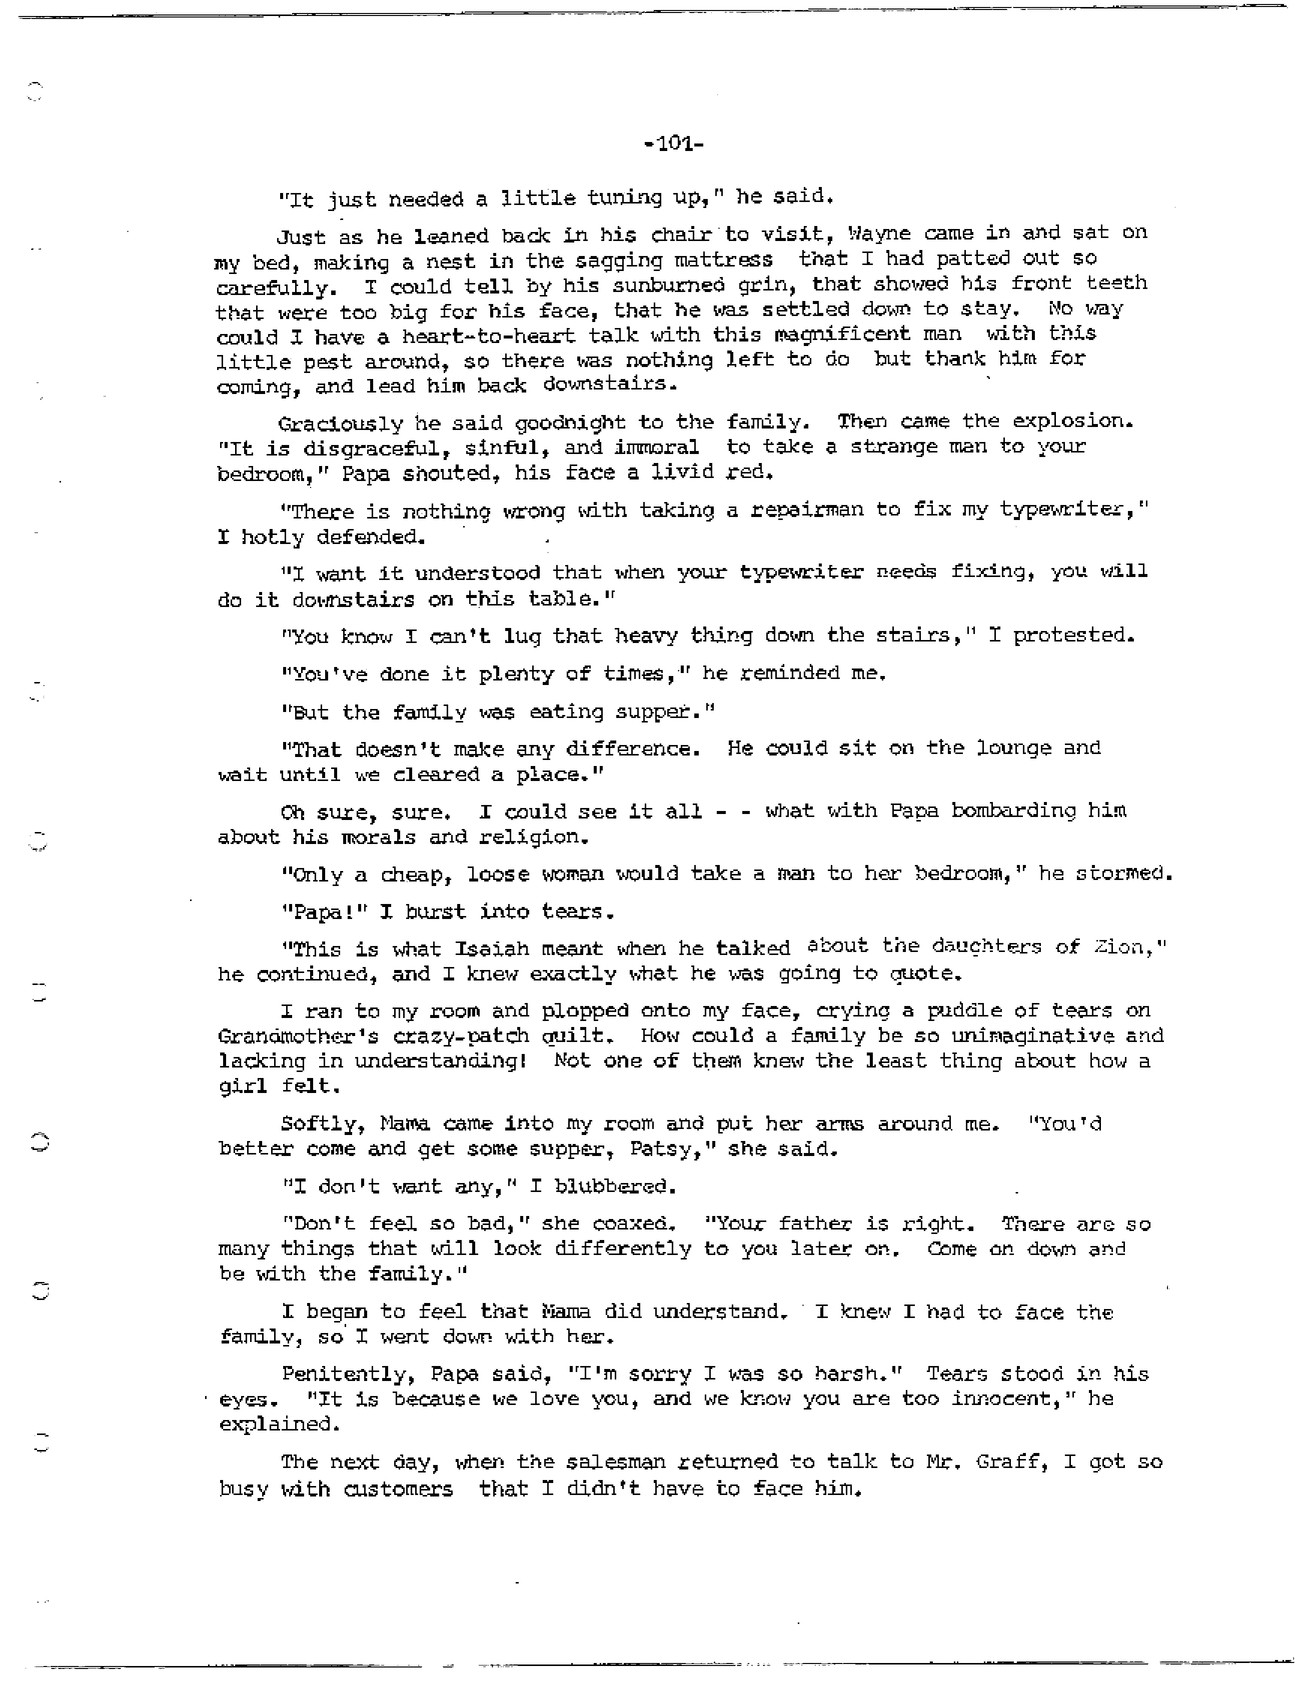 -101-
"It just needed a little tuning up," he said.
Just as he leaned back in his chair to visit, Wayne came in and sat on
my bed, making a nest in the sagging mattress that I had patted out so
carefully. I could tell by his sunburned grin, that showed his front teeth
that were too big for his face, that he was settled down to stay. No way
could I have a heart-to-heart talk with this magnificent man with this
little pest around, so there was nothing left to do but thank him for
coming, and lead him back downstairs.
Graciously he said goodnight to the family. Then came the explosion.
"It is disgraceful, sinful, and immoral to take a strange man to your
bedroom," Papa shouted, his face a livid red.
"There is nothing wrong with taking a repairman to fix my typewriter,"
I hotly defended.
"I want it understood that when your typewriter needs fixing, you will
do it downstairs on this table."
"You know I can't lug that heavy thing down the stairs," I protested.
"You've done it plenty of times," he reminded me.
"But the family was eating supper."
"That doesn't make any difference. He could sit on the lounge and
wait until we cleared a place."
Oh sure, sure. I could see it all - - what with Papa bombarding him
about his morals and religion.
"Only a cheap, loose woman would take a man to her bedroom," he stormed.
"Papa!" I burst into tears.
"This is what Isaiah meant when he talked about the daughters of Zion,"
he continued, and I knew exactly what he was going to quote.
I ran to my room and plopped onto my face, crying a puddle of tears on
Grandmother's crazy-patch quilt. How could a family be so unimaginative and
lacking in understanding! Not one of them knew the least thing about how a
girl felt.
Softly, Mama came into my room and put her arms around me. "You'd
better come and get some supper, Patsy," she said.
"I don't want any," I blubbered.
"Don't feel so bad," she coaxed. "Your father is right. There are so
many things that will look differently to you later on. Come on down and
be with the family."
I began to feel that Mama did understand. I knew I had to face the
family, so I went down with her.
Penitently, Papa said, "I'm sorry I was so harsh." Tears stood in his
eyes. "It is because we love you, and we know you are too innocent," he
explained.
The next day, when the salesman returned to talk to Mr. Graff, I got so
busy with customers that I didn't have to face him.